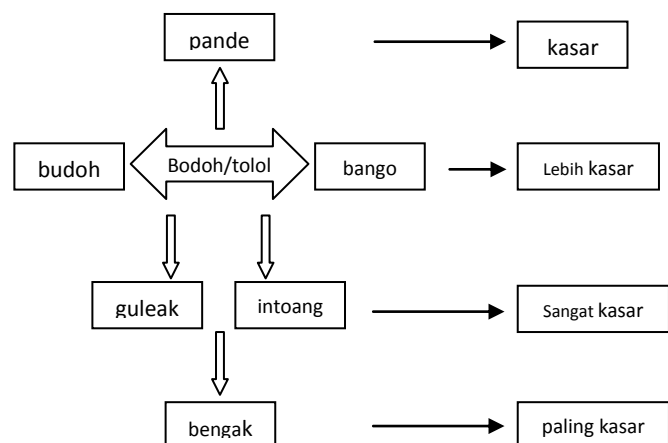 pande
kasar
budoh
Bodoh/tolol
bango
Lebih kasar
guleak
intoang
Sangat kasar
bengak
paling kasar